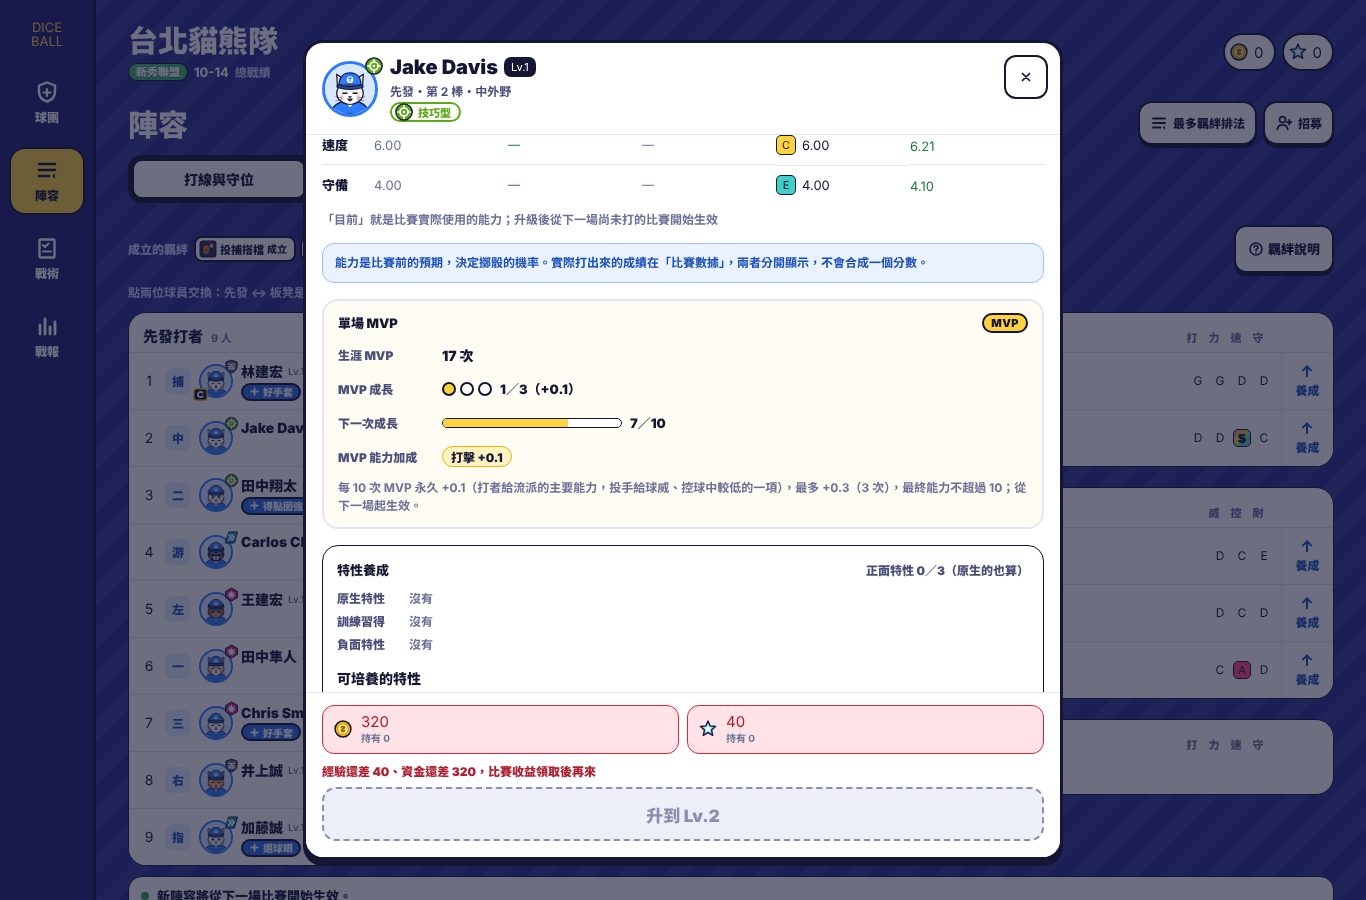 DICE
BALL
球團
陣容
戰術
戰報
台北貓熊隊
新秀聯盟 10-14 總戰績
0 0
陣容
最多羈絆排法 招募
打線與守位
成立的羈絆 投捕搭檔 成立
羈絆說明
點兩位球員交換:先發 ↔ 板凳是
先發打者 9 人
1 捕 林建宏 Lv.1
+ 好手套
2 中 Jake Dav
3 二 田中翔太
+ 得點圈強
4 游 Carlos C
5 左 王建宏 Lv.1
6 一 田中隼人
7 三 Chris Sm
+ 好手套
8 右 井上誠 Lv.1
9 指 加藤誠 Lv.1
+ 選球眼
新陣容將從下一場比賽開始生效。
Jake Davis Lv.1
先發・第 2 棒・中外野
技巧型
×
速度 6.00 — — C 6.00 6.21
守備 4.00 — — E 4.00 4.10
「目前」就是比賽實際使用的能力；升級後從下一場尚未打的比賽開始生效
能力是比賽前的預期，決定擲骰的機率。實際打出來的成績在「比賽數據」，兩者分開顯示，不會合成一個分數。
單場 MVP MVP
生涯 MVP 17 次
MVP 成長 1／3（+0.1）
下一次成長 7／10
MVP 能力加成 打擊 +0.1
每 10 次 MVP 永久 +0.1（打者給流派的主要能力，投手給球威、控球中較低的一項），最多 +0.3（3 次），最終能力不超過 10；從
下一場起生效。
特性養成 正面特性 0／3（原生的也算）
原生特性 沒有
訓練習得 沒有
負面特性 沒有
可培養的特性
320
持有 0
40
持有 0
經驗還差 40、資金還差 320，比賽收益領取後再來
升到 Lv.2
打 力 速 守
G G D D 養成
D D S C 養成
威 控 耐
D C E 養成
D C D 養成
C A D 養成
打 力 速 守